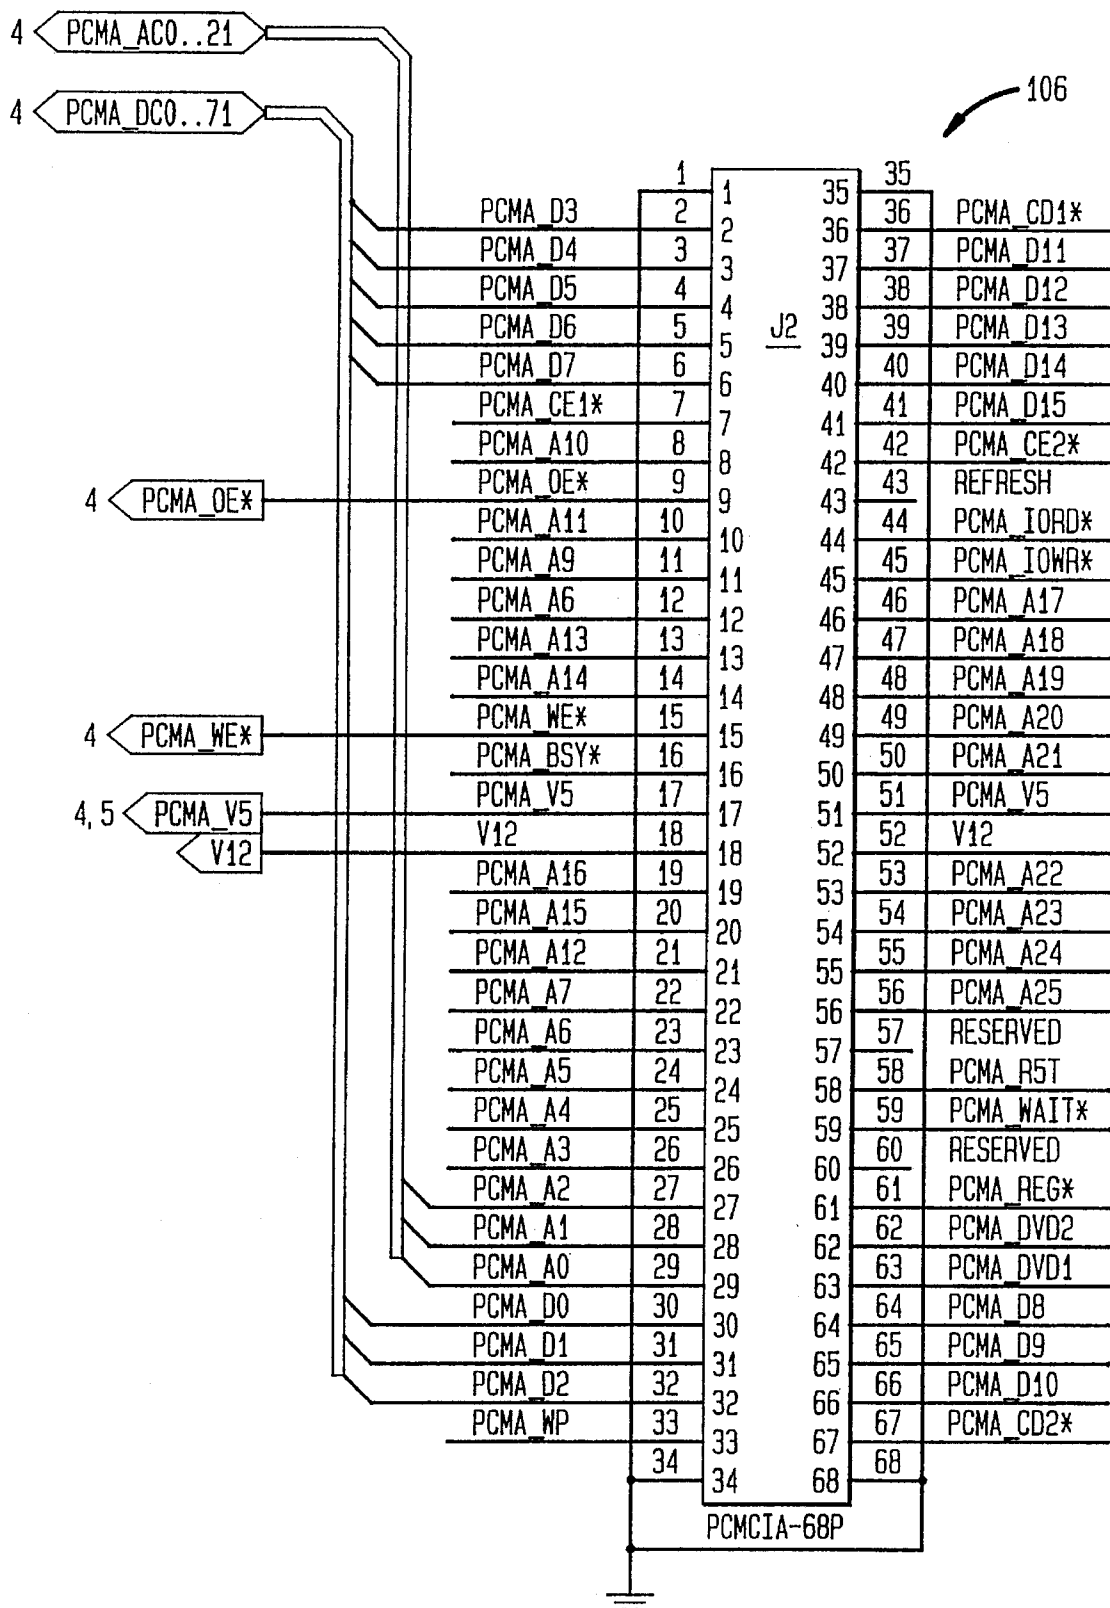 4 PCMA_AC0..21
4 PCMA_DC0..71
106
J2
1 1 35 35
PCMA_D3 2 2 36 36 PCMA_CD1*
PCMA_D4 3 3 37 37 PCMA_D11
PCMA_D5 4 4 38 38 PCMA_D12
PCMA_D6 5 5 39 39 PCMA_D13
PCMA_D7 6 6 40 40 PCMA_D14
PCMA_CE1* 7 7 41 41 PCMA_D15
PCMA_A10 8 8 42 42 PCMA_CE2*
4 PCMA_OE* PCMA_OE* 9 9 43 43 REFRESH
PCMA_A11 10 10 44 44 PCMA_IORD*
PCMA_A9 11 11 45 45 PCMA_IOWR*
PCMA_A6 12 12 46 46 PCMA_A17
PCMA_A13 13 13 47 47 PCMA_A18
PCMA_A14 14 14 48 48 PCMA_A19
4 PCMA_WE* PCMA_WE* 15 15 49 49 PCMA_A20
PCMA_BSY* 16 16 50 50 PCMA_A21
4, 5 PCMA_V5 PCMA_V5 17 17 51 51 PCMA_V5
V12 V12 18 18 52 52 V12
PCMA_A16 19 19 53 53 PCMA_A22
PCMA_A15 20 20 54 54 PCMA_A23
PCMA_A12 21 21 55 55 PCMA_A24
PCMA_A7 22 22 56 56 PCMA_A25
PCMA_A6 23 23 57 57 RESERVED
PCMA_A5 24 24 58 58 PCMA_R5T
PCMA_A4 25 25 59 59 PCMA_WAIT*
PCMA_A3 26 26 60 60 RESERVED
PCMA_A2 27 27 61 61 PCMA_REG*
PCMA_A1 28 28 62 62 PCMA_DVD2
PCMA_A0 29 29 63 63 PCMA_DVD1
PCMA_D0 30 30 64 64 PCMA_D8
PCMA_D1 31 31 65 65 PCMA_D9
PCMA_D2 32 32 66 66 PCMA_D10
PCMA_WP 33 33 67 67 PCMA_CD2*
34 34 68 68
PCMCIA-68P